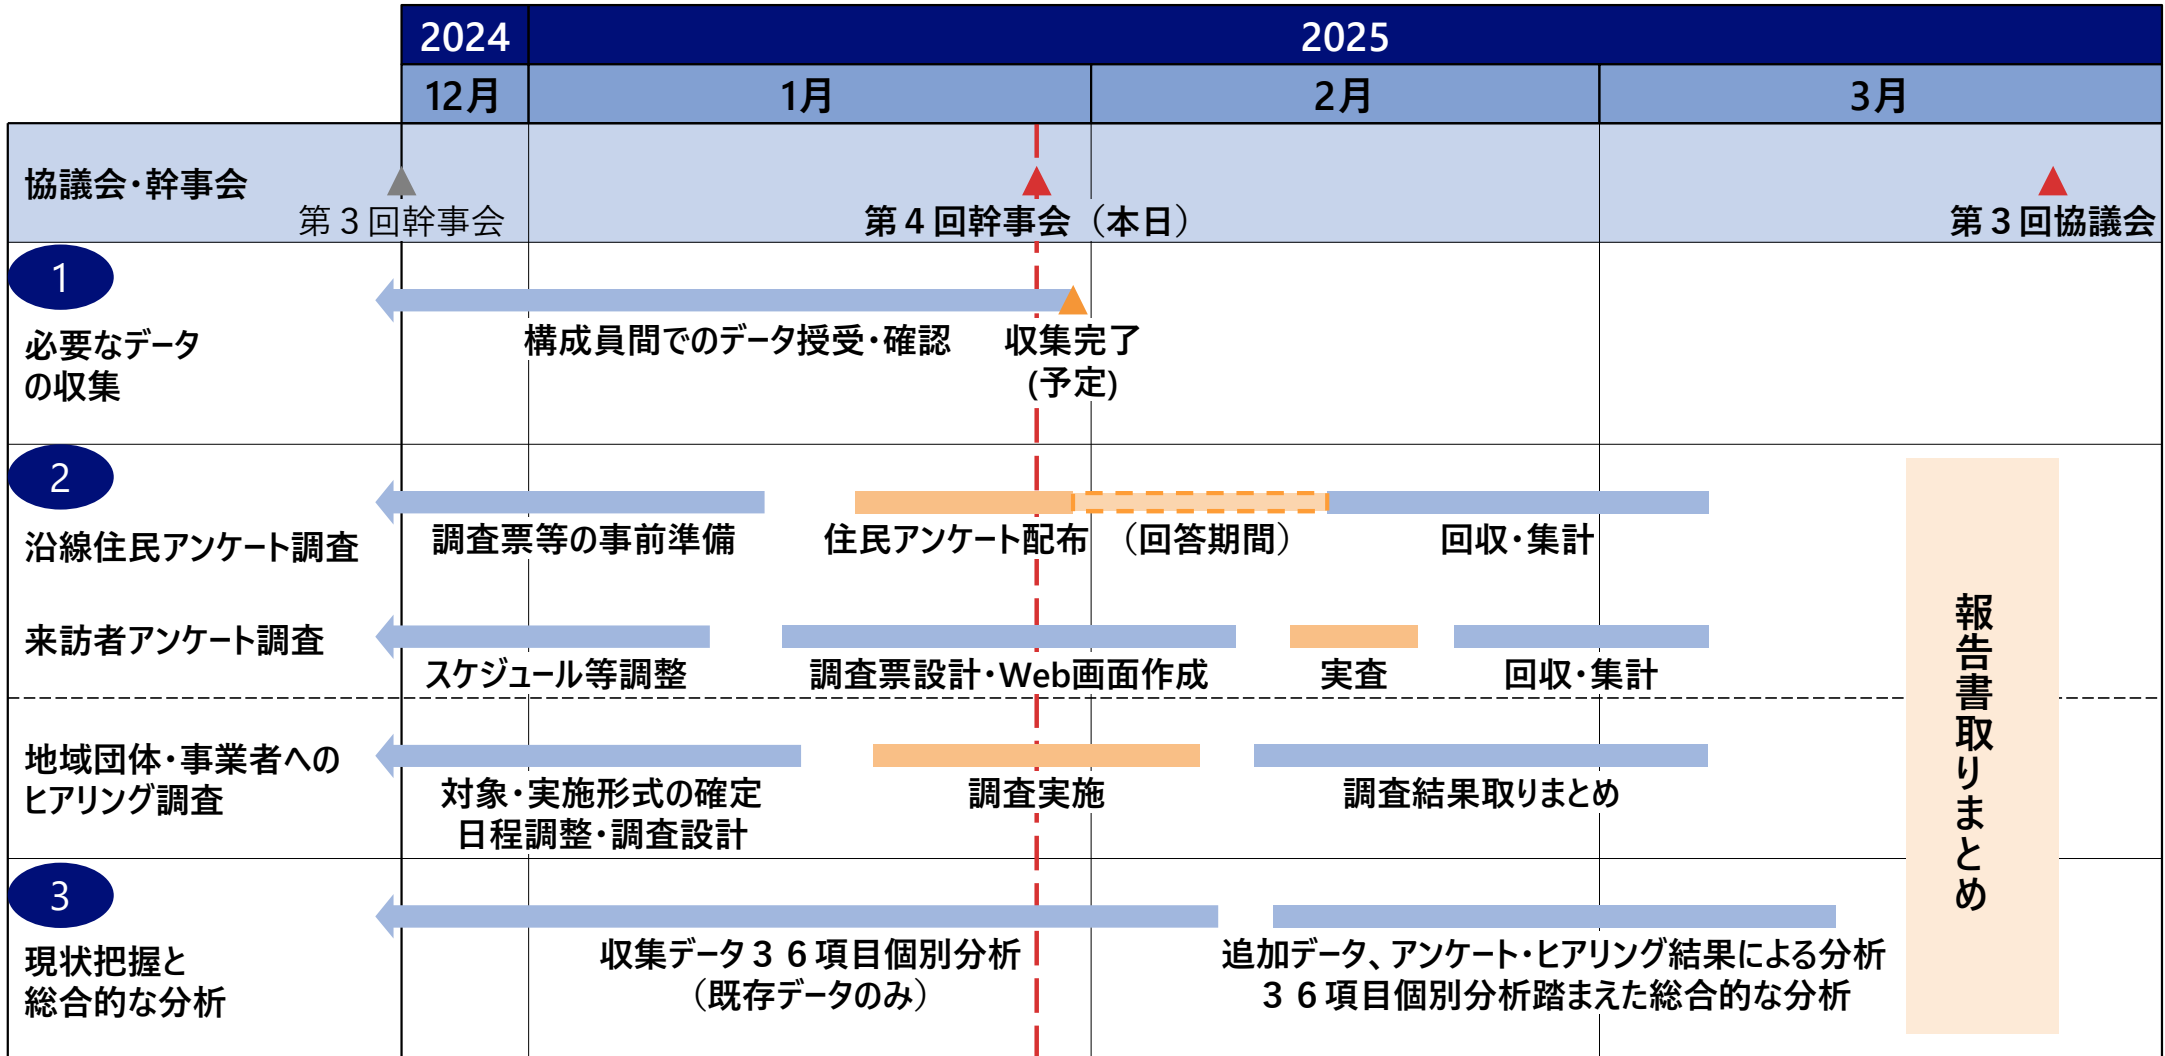 2024
2025
12月
1月
2月
3月
協議会・幹事会
第３回幹事会
第４回幹事会（本日）
第３回協議会
1
必要なデータ
の収集
構成員間でのデータ授受・確認
収集完了
(予定)
2
沿線住民アンケート調査
調査票等の事前準備
住民アンケート配布
（回答期間）
回収・集計
来訪者アンケート調査
スケジュール等調整
調査票設計・Web画面作成
実査
回収・集計
地域団体・事業者への
ヒアリング調査
対象・実施形式の確定
日程調整・調査設計
調査実施
調査結果取りまとめ
報告書取りまとめ
3
現状把握と
総合的な分析
収集データ３６項目個別分析
（既存データのみ）
追加データ、アンケート・ヒアリング結果による分析
３６項目個別分析踏まえた総合的な分析